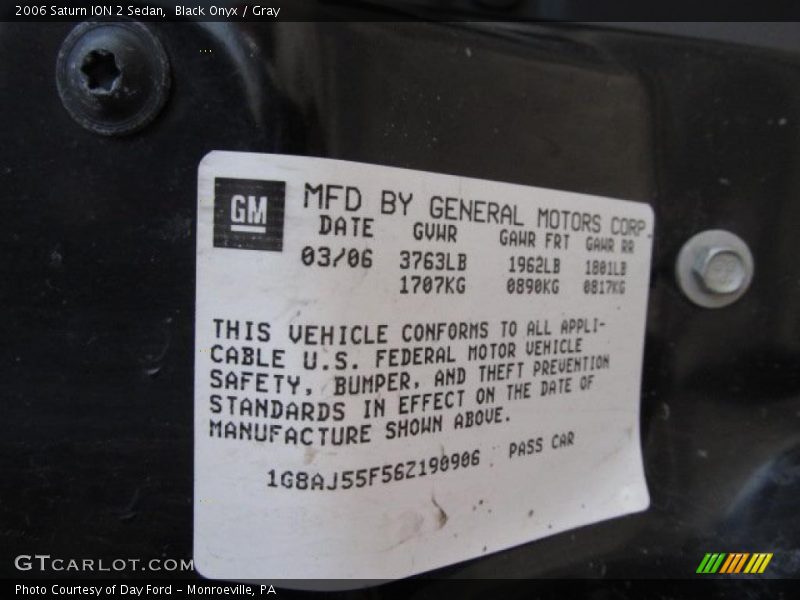 2006 Saturn ION 2 Sedan, Black Onyx / Gray
GM
MFD BY GENERAL MOTORS CORP.
DATE GVWR GAWR FRT GAWR RR
03/06 3763LB 1962LB 1801LB
1707KG 0890KG 0817KG
THIS VEHICLE CONFORMS TO ALL APPLI-
CABLE U.S. FEDERAL MOTOR VEHICLE
SAFETY, BUMPER, AND THEFT PREVENTION
STANDARDS IN EFFECT ON THE DATE OF
MANUFACTURE SHOWN ABOVE.
1G8AJ55F56Z190906 PASS CAR
GTCARLOT.COM
Photo Courtesy of Day Ford - Monroeville, PA